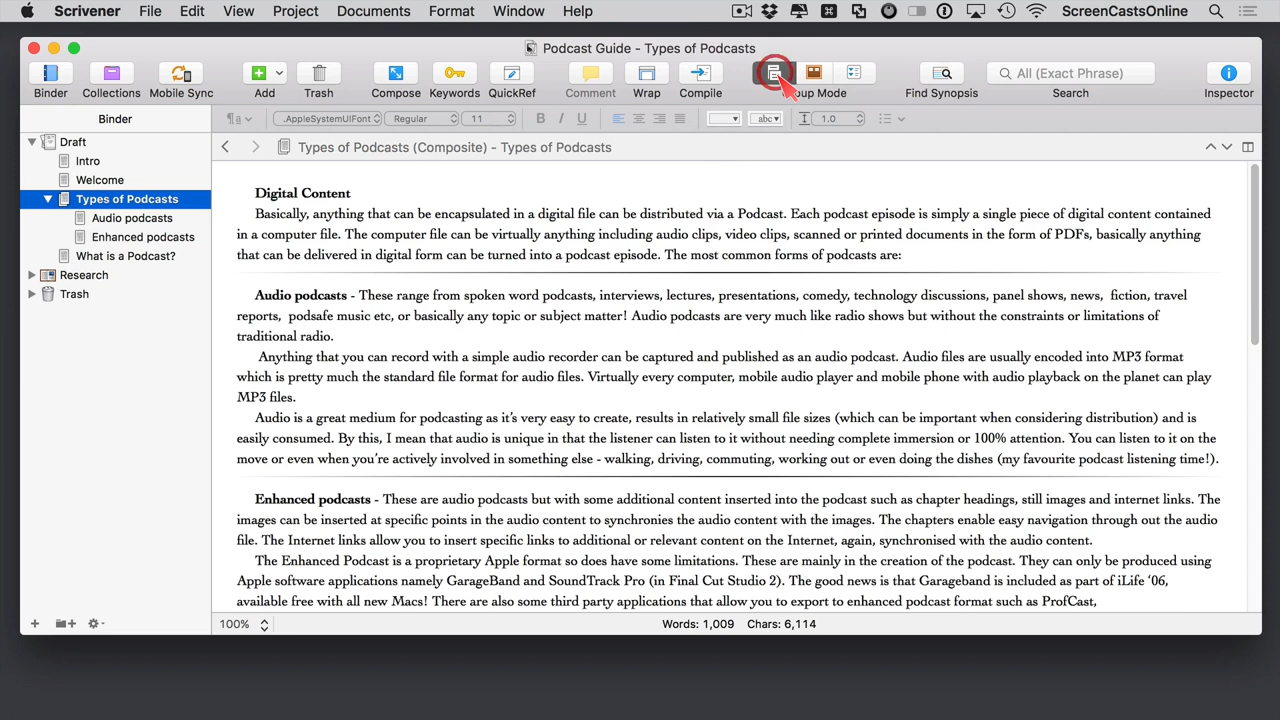 Scrivener File Edit View Project Documents Format Window Help ScreenCastsOnline
Podcast Guide - Types of Podcasts
Binder Collections Mobile Sync Add Trash Compose Keywords QuickRef Comment Wrap Compile Group Mode Find Synopsis All (Exact Phrase) Search Inspector
Binder
.AppleSystemUIFont Regular 11 B I U abc 1.0
Types of Podcasts (Composite) - Types of Podcasts
Draft
Intro
Welcome
Types of Podcasts
Audio podcasts
Enhanced podcasts
What is a Podcast?
Research
Trash
Digital Content
Basically, anything that can be encapsulated in a digital file can be distributed via a Podcast. Each podcast episode is simply a single piece of digital content contained
in a computer file. The computer file can be virtually anything including audio clips, video clips, scanned or printed documents in the form of PDFs, basically anything
that can be delivered in digital form can be turned into a podcast episode. The most common forms of podcasts are:
Audio podcasts - These range from spoken word podcasts, interviews, lectures, presentations, comedy, technology discussions, panel shows, news,  fiction, travel
reports,  podsafe music etc, or basically any topic or subject matter! Audio podcasts are very much like radio shows but without the constraints or limitations of
traditional radio.
Anything that you can record with a simple audio recorder can be captured and published as an audio podcast. Audio files are usually encoded into MP3 format
which is pretty much the standard file format for audio files. Virtually every computer, mobile audio player and mobile phone with audio playback on the planet can play
MP3 files.
Audio is a great medium for podcasting as it's very easy to create, results in relatively small file sizes (which can be important when considering distribution) and is
easily consumed. By this, I mean that audio is unique in that the listener can listen to it without needing complete immersion or 100% attention. You can listen to it on the
move or even when you're actively involved in something else - walking, driving, commuting, working out or even doing the dishes (my favourite podcast listening time!).
Enhanced podcasts - These are audio podcasts but with some additional content inserted into the podcast such as chapter headings, still images and internet links. The
images can be inserted at specific points in the audio content to synchronies the audio content with the images. The chapters enable easy navigation through out the audio
file. The Internet links allow you to insert specific links to additional or relevant content on the Internet, again, synchronised with the audio content.
The Enhanced Podcast is a proprietary Apple format so does have some limitations. These are mainly in the creation of the podcast. They can only be produced using
Apple software applications namely GarageBand and SoundTrack Pro (in Final Cut Studio 2). The good news is that Garageband is included as part of iLife '06,
available free with all new Macs! There are also some third party applications that allow you to export to enhanced podcast format such as ProfCast,
100% Words: 1,009 Chars: 6,114